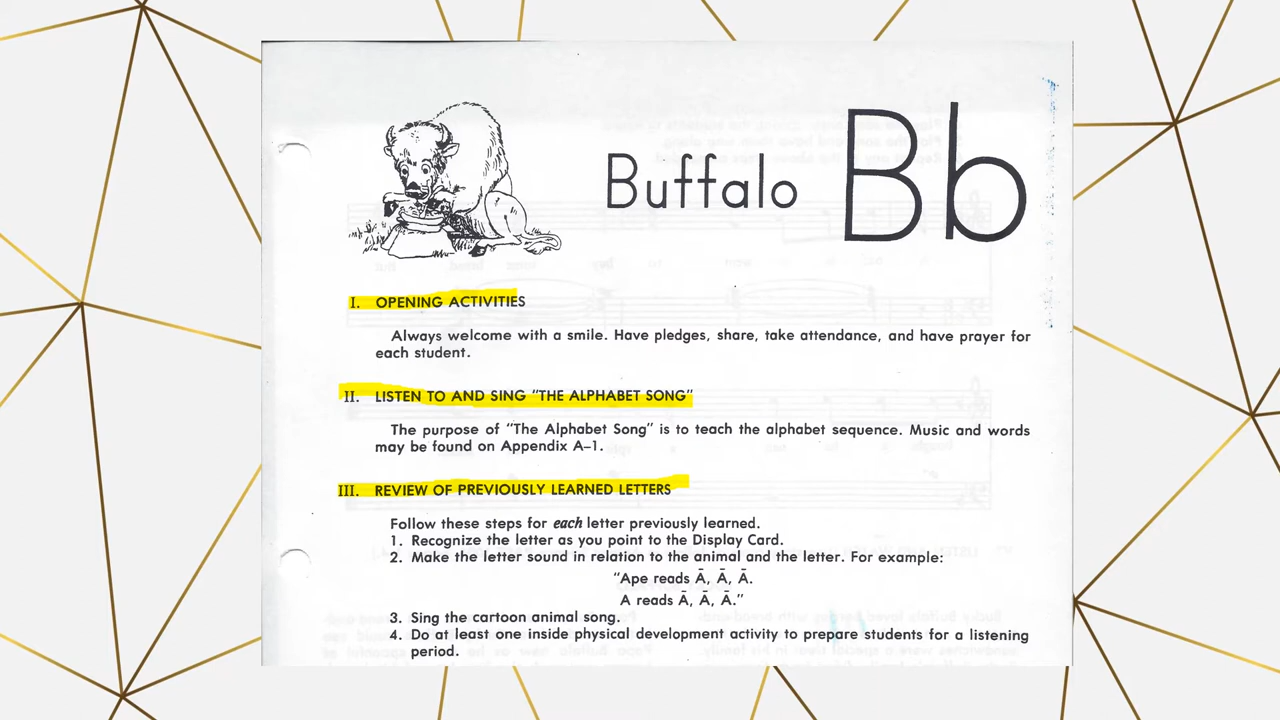 Buffalo Bb
I. OPENING ACTIVITIES
Always welcome with a smile. Have pledges, share, take attendance, and have prayer for
each student.
II. LISTEN TO AND SING "THE ALPHABET SONG"
The purpose of "The Alphabet Song" is to teach the alphabet sequence. Music and words
may be found on Appendix A–1.
III. REVIEW OF PREVIOUSLY LEARNED LETTERS
Follow these steps for each letter previously learned.
1. Recognize the letter as you point to the Display Card.
2. Make the letter sound in relation to the animal and the letter. For example:
"Ape reads Ā, Ā, Ā.
A reads Ā, Ā, Ā."
3. Sing the cartoon animal song.
4. Do at least one inside physical development activity to prepare students for a listening
period.